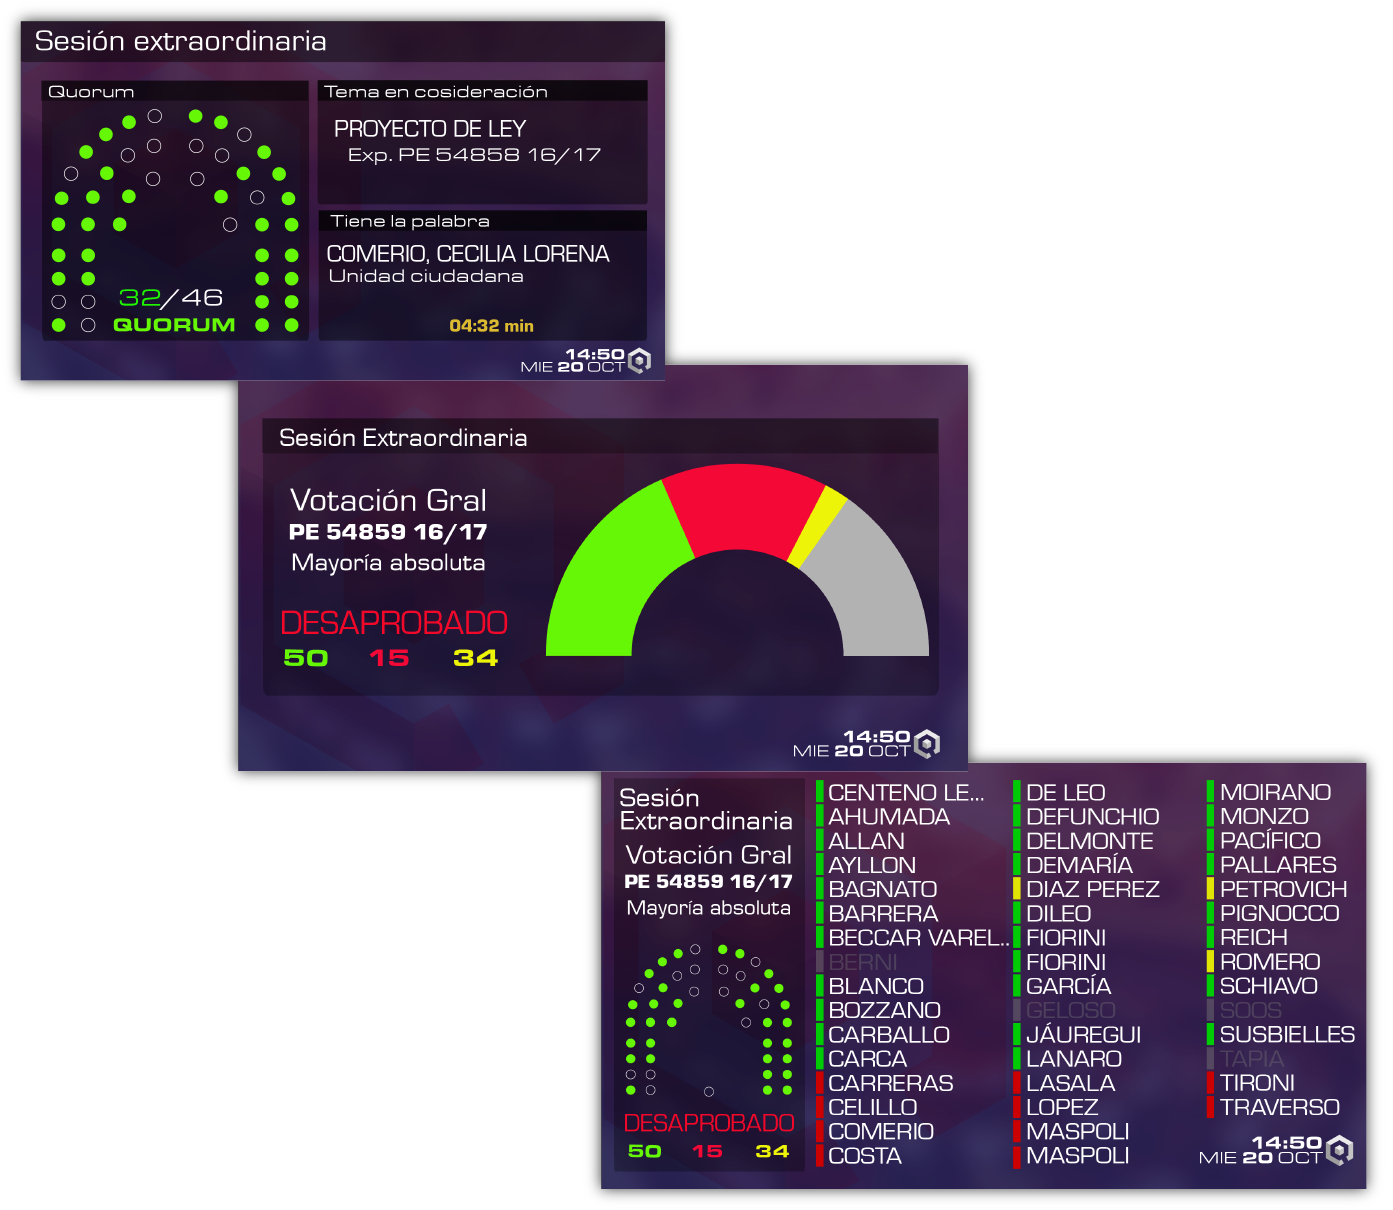 Sesión extraordinaria
Quorum
32/46
QUORUM
Tema en cosideración
PROYECTO DE LEY
Exp. PE 54858 16/17
Tiene la palabra
COMERIO, CECILIA LORENA
Unidad ciudadana
04:32 min
14:50
MIE 20 OCT
Sesión Extraordinaria
Votación Gral
PE 54859 16/17
Mayoría absoluta
DESAPROBADO
50 15 34
14:50
MIE 20 OCT
Sesión
Extraordinaria
Votación Gral
PE 54859 16/17
Mayoría absoluta
DESAPROBADO
50 15 34
CENTENO LE...
AHUMADA
ALLAN
AYLLON
BAGNATO
BARRERA
BECCAR VAREL..
BERNI
BLANCO
BOZZANO
CARBALLO
CARCA
CARRERAS
CELILLO
COMERIO
COSTA
DE LEO
DEFUNCHIO
DELMONTE
DEMARÍA
DIAZ PEREZ
DILEO
FIORINI
FIORINI
GARCÍA
GELOSO
JÁUREGUI
LANARO
LASALA
LOPEZ
MASPOLI
MASPOLI
MOIRANO
MONZO
PACÍFICO
PALLARES
PETROVICH
PIGNOCCO
REICH
ROMERO
SCHIAVO
SOOS
SUSBIELLES
TAPIA
TIRONI
TRAVERSO
14:50
MIE 20 OCT